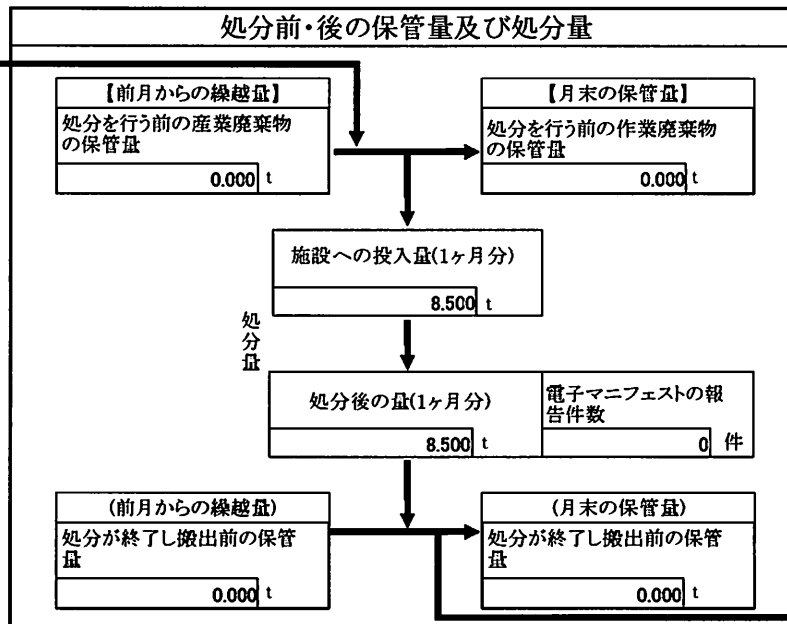 処分前・後の保管量及び処分量
【前月からの繰越量】
処分を行う前の産業廃棄物
の保管量
0.000 t
【月末の保管量】
処分を行う前の作業廃棄物
の保管量
0.000 t
施設への投入量(1ヶ月分)
8.500 t
処分量
処分後の量(1ヶ月分)
8.500 t
電子マニフェストの報
告件数
0 件
(前月からの繰越量)
処分が終了し搬出前の保管
量
0.000 t
(月末の保管量)
処分が終了し搬出前の保管
量
0.000 t